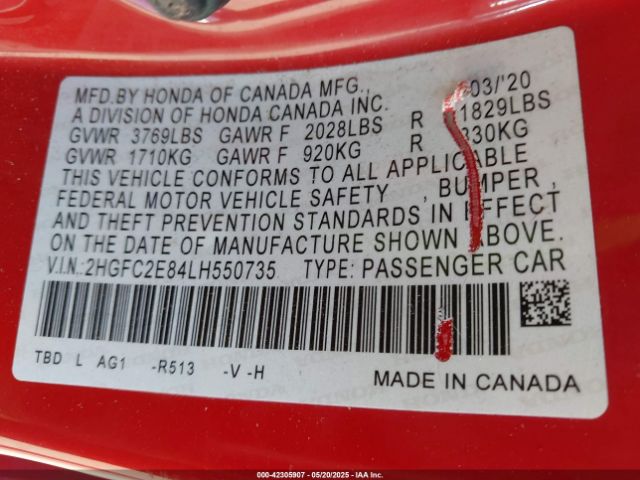 MFD.BY HONDA OF CANADA MFG., 03/'20
A DIVISION OF HONDA CANADA INC.
GVWR 3769LBS GAWR F 2028LBS R 1829LBS
GVWR 1710KG GAWR F 920KG R 830KG
THIS VEHICLE CONFORMS TO ALL APPLICABLE
FEDERAL MOTOR VEHICLE SAFETY , BUMPER ,
AND THEFT PREVENTION STANDARDS IN EFFECT
ON THE DATE OF MANUFACTURE SHOWN ABOVE.
V.I.N.:2HGFC2E84LH550735 TYPE: PASSENGER CAR
TBD L AG1 -R513 -V -H
MADE IN CANADA
000-42305907 - 05/20/2025 - IAA Inc.